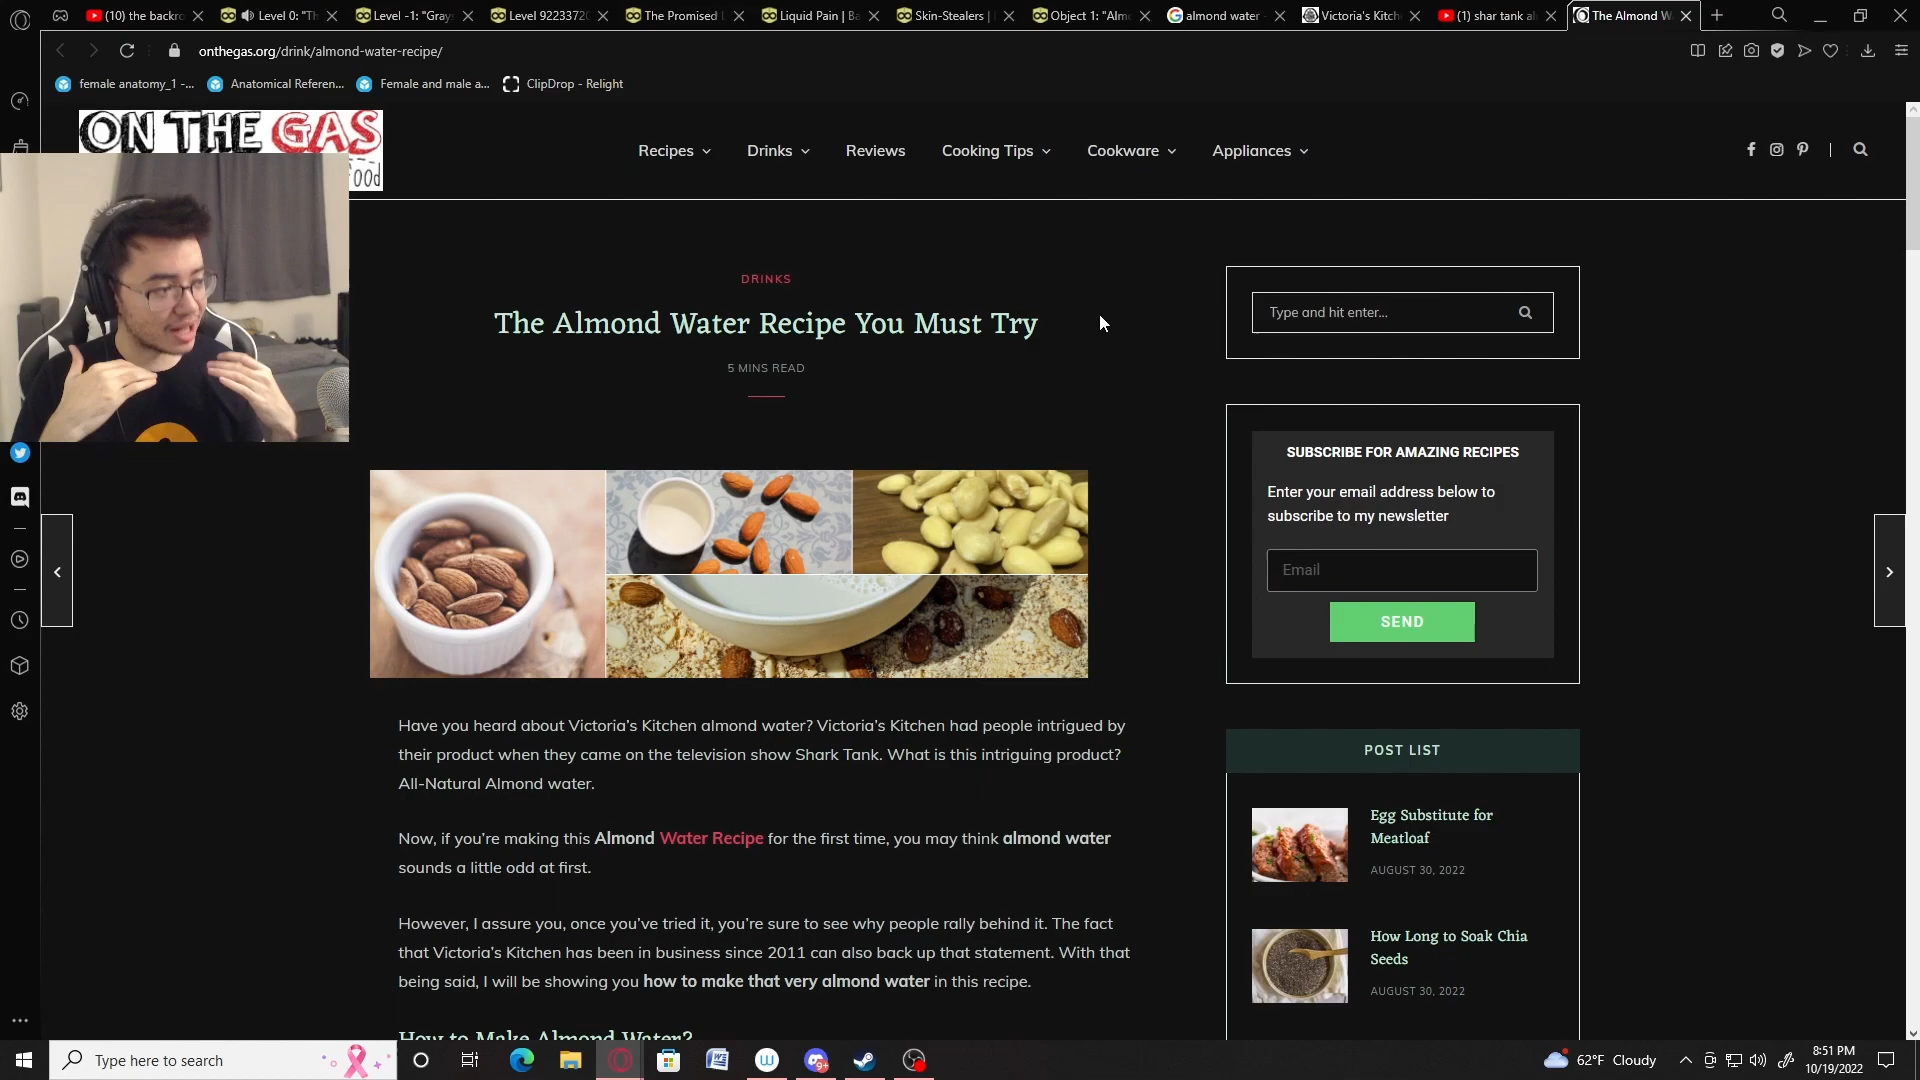 (10) the backro
Level 0: "Th
Level -1: "Gray
Level 92233720
The Promised L
Liquid Pain | Ba
Skin-Stealers |
Object 1: "Alm
almond water -
Victoria's Kitch
(1) shar tank al
The Almond W
onthegas.org/drink/almond-water-recipe/
female anatomy_1 -...
Anatomical Referen...
Female and male a...
ClipDrop - Relight
ON THE GAS
Recipes
Drinks
Reviews
Cooking Tips
Cookware
Appliances
DRINKS
The Almond Water Recipe You Must Try
5 MINS READ
Type and hit enter...
SUBSCRIBE FOR AMAZING RECIPES
Enter your email address below to
subscribe to my newsletter
Email
SEND
Have you heard about Victoria's Kitchen almond water? Victoria's Kitchen had people intrigued by
their product when they came on the television show Shark Tank. What is this intriguing product?
All-Natural Almond water.
Now, if you're making this Almond Water Recipe for the first time, you may think almond water
sounds a little odd at first.
However, I assure you, once you've tried it, you're sure to see why people rally behind it. The fact
that Victoria's Kitchen has been in business since 2011 can also back up that statement. With that
being said, I will be showing you how to make that very almond water in this recipe.
How to Make Almond Water?
POST LIST
Egg Substitute for
Meatloaf
AUGUST 30, 2022
How Long to Soak Chia
Seeds
AUGUST 30, 2022
Type here to search
9+
62°F Cloudy
8:51 PM
10/19/2022